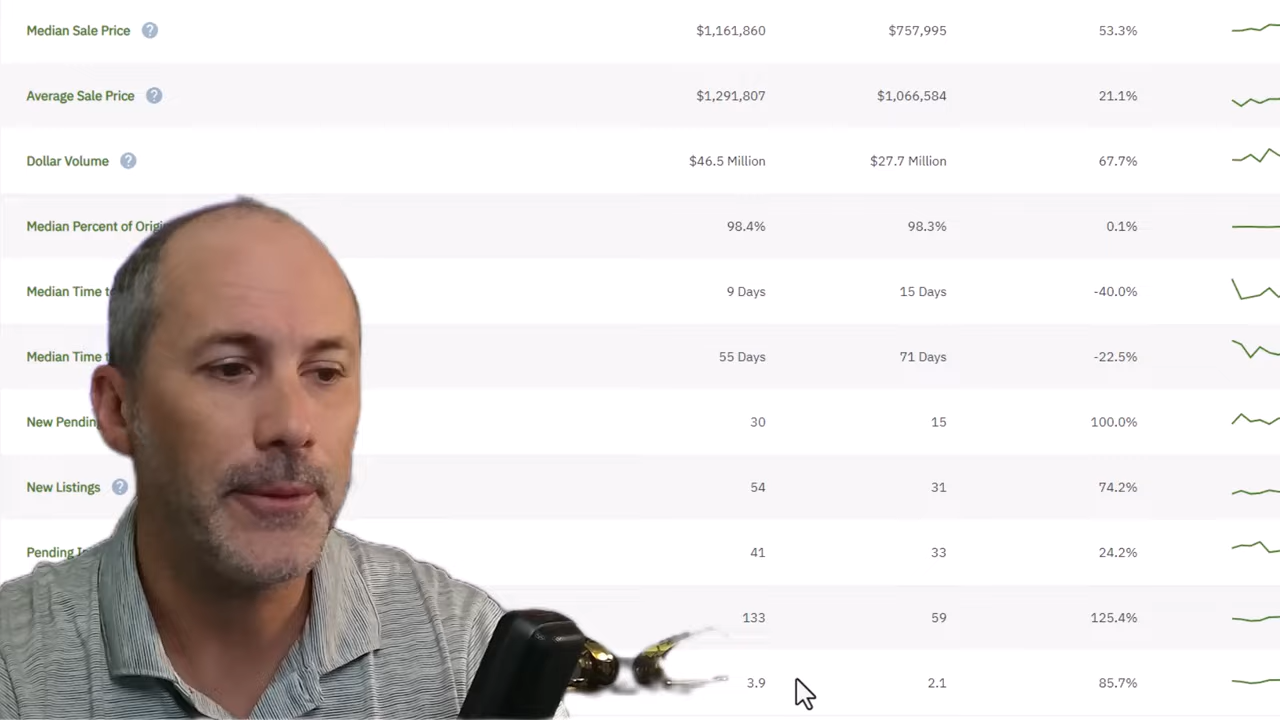 Median Sale Price ? $1,161,860 $757,995 53.3%
Average Sale Price ? $1,291,807 $1,066,584 21.1%
Dollar Volume ? $46.5 Million $27.7 Million 67.7%
Median Percent of 98.4% 98.3% 0.1%
Median Time 9 Days 15 Days -40.0%
Median Time 55 Days 71 Days -22.5%
New 30 15 100.0%
New Listings ? 54 31 74.2%
Pending 41 33 24.2%
133 59 125.4%
3.9 2.1 85.7%